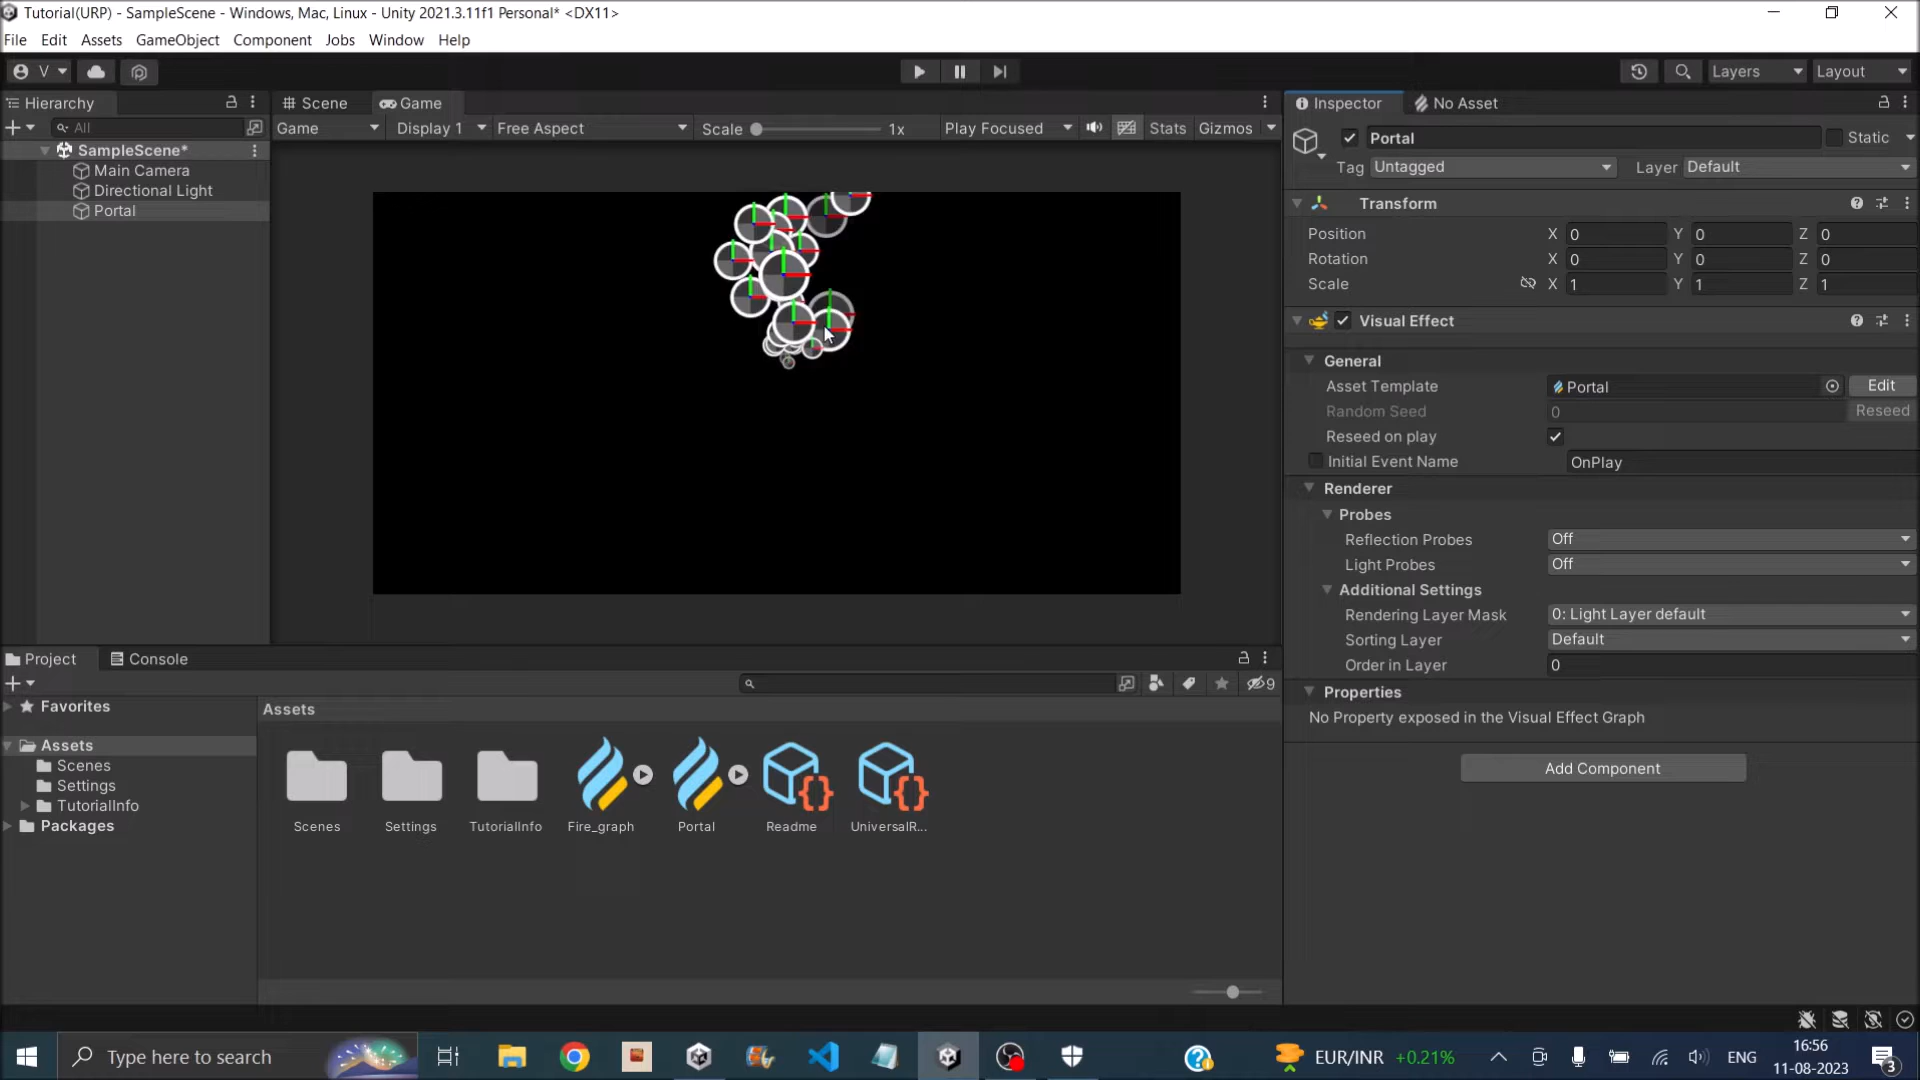 Tutorial(URP) - SampleScene - Windows, Mac, Linux - Unity 2021.3.11f1 Personal* <DX11>
File Edit Assets GameObject Component Jobs Window Help
V Layers Layout
Hierarchy Scene Game Inspector No Asset
All Game Display 1 Free Aspect Scale 1x Play Focused Stats Gizmos
Portal Static
SampleScene*
Tag Untagged Layer Default
Main Camera
Directional Light
Portal
Transform
Position X 0 Y 0 Z 0
Rotation X 0 Y 0 Z 0
Scale X 1 Y 1 Z 1
Visual Effect
General
Asset Template Portal Edit
Random Seed 0 Reseed
Reseed on play
Initial Event Name OnPlay
Renderer
Probes
Reflection Probes Off
Light Probes Off
Additional Settings
Rendering Layer Mask 0: Light Layer default
Sorting Layer Default
Order in Layer 0
Properties
No Property exposed in the Visual Effect Graph
Add Component
Project Console
9
Favorites
Assets
Scenes
Settings
TutorialInfo
Packages
Assets
Scenes Settings TutorialInfo Fire_graph Portal Readme UniversalR...
Type here to search EUR/INR +0.21% ENG 16:56
11-08-2023 3